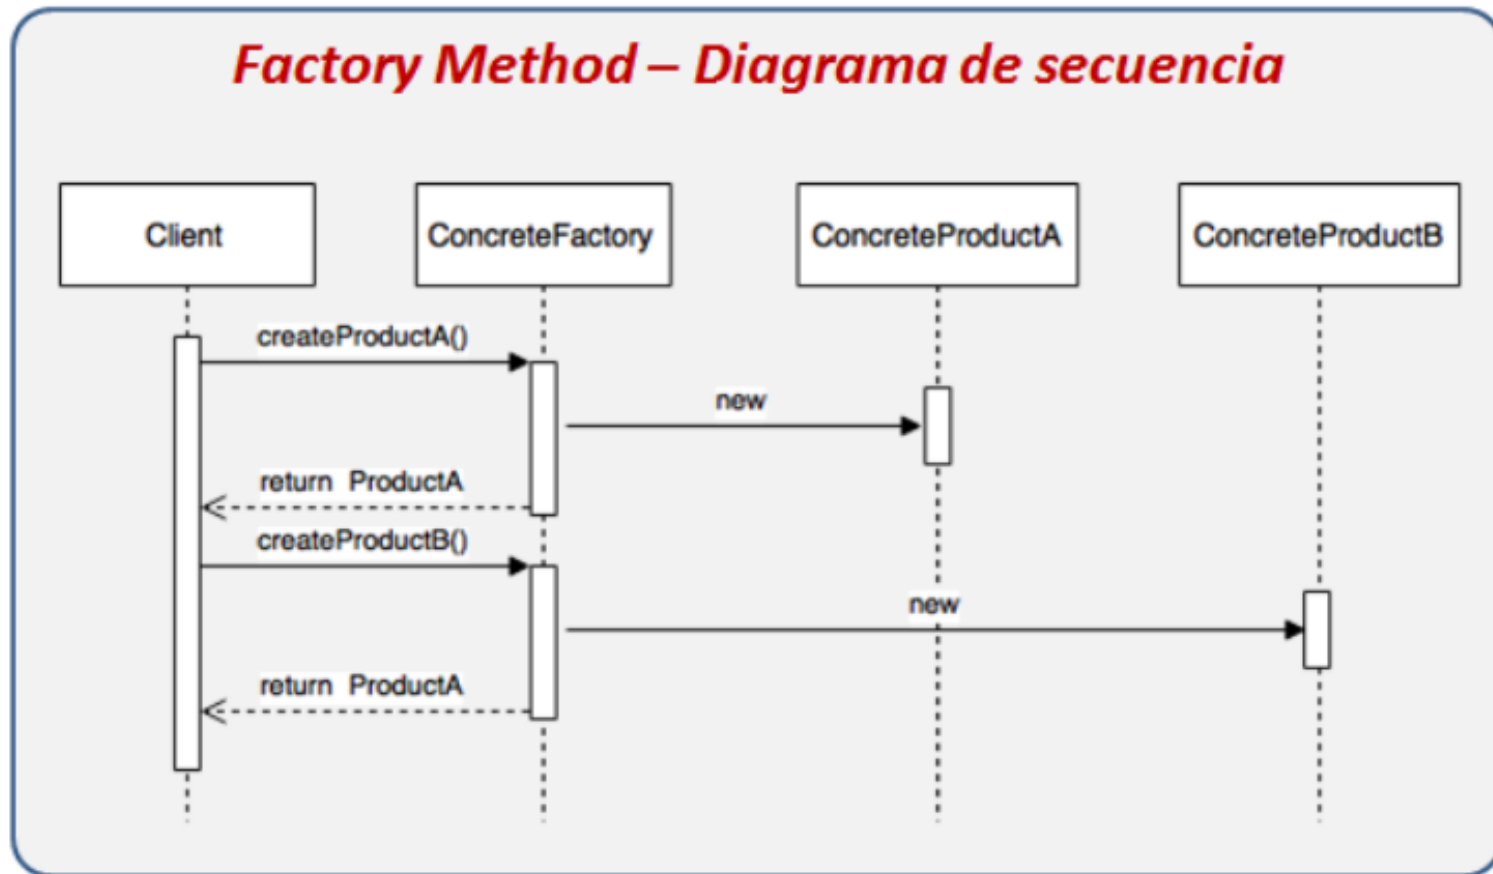 Factory Method – Diagrama de secuencia
Client
ConcreteFactory
ConcreteProductA
ConcreteProductB
createProductA()
new
return ProductA
createProductB()
new
return ProductA